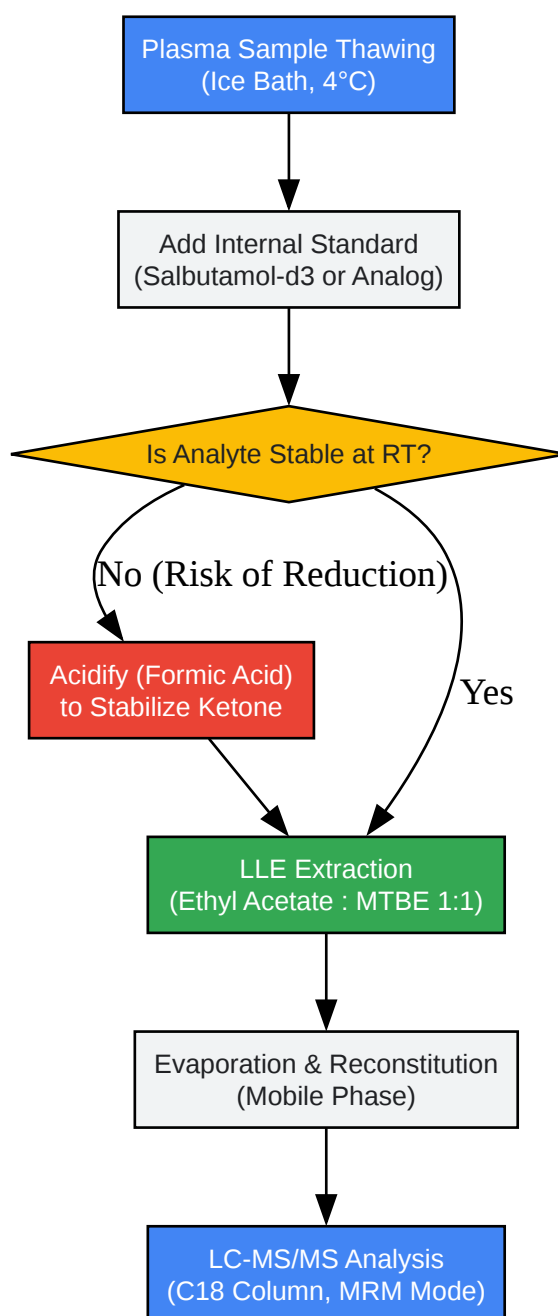 Plasma Sample Thawing
(Ice Bath, 4°C)
Add Internal Standard
(Salbutamol-d3 or Analog)
Is Analyte Stable at RT?
No (Risk of Reduction)
Acidify (Formic Acid)
to Stabilize Ketone
Yes
LLE Extraction
(Ethyl Acetate : MTBE 1:1)
Evaporation & Reconstitution
(Mobile Phase)
LC-MS/MS Analysis
(C18 Column, MRM Mode)